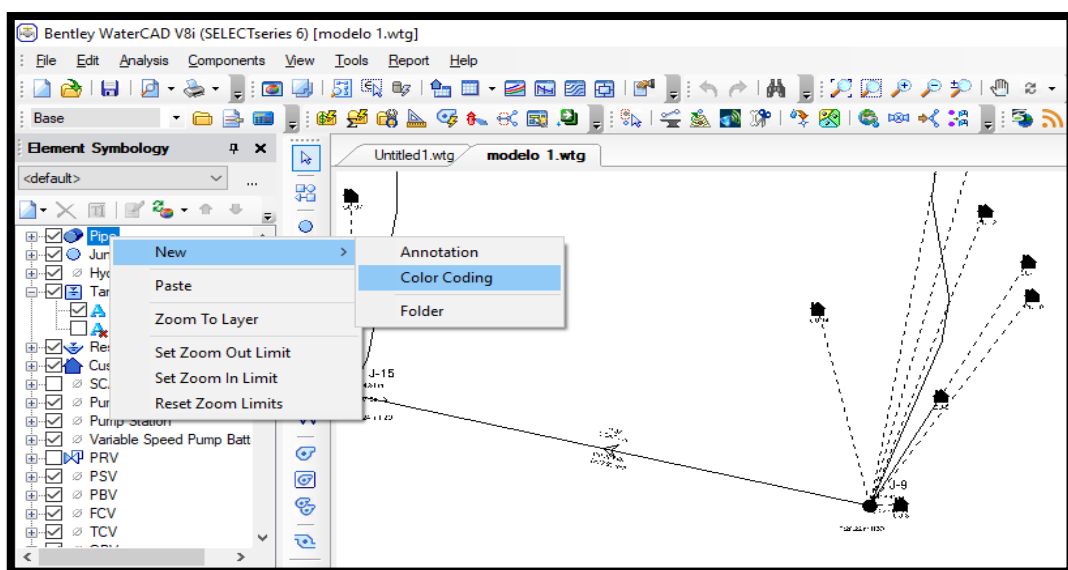 Bentley WaterCAD V8i (SELECTseries 6) [modelo 1.wtg]
File Edit Analysis Components View Tools Report Help
Base
Element Symbology
Untitled1.wtg modelo 1.wtg
<default>
...
Pipe
New
Annotation
Color Coding
Folder
Paste
Zoom To Layer
Set Zoom Out Limit
Set Zoom In Limit
Reset Zoom Limits
Pump Station
Variable Speed Pump Batt
PRV
PSV
PBV
FCV
TCV
J-15
J-9